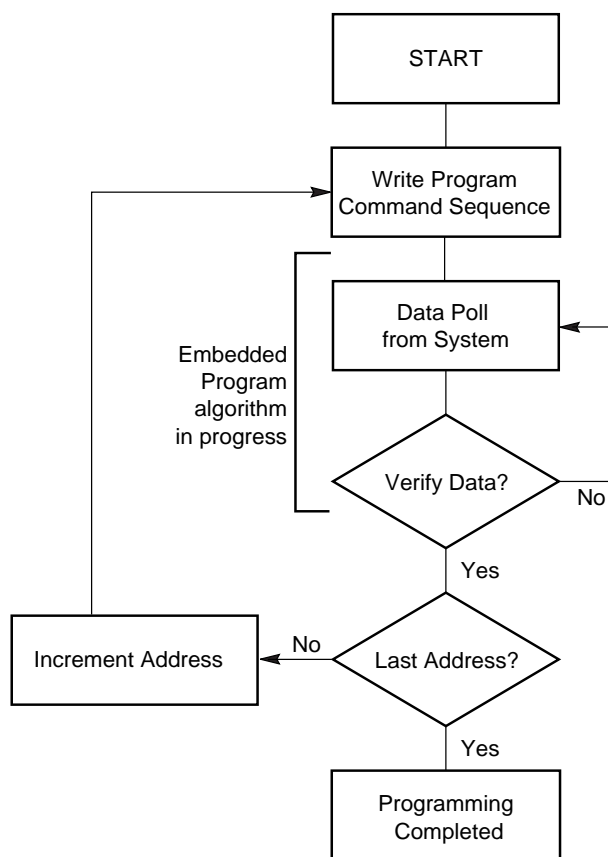 START
Write Program
Command Sequence
Data Poll
from System
Embedded
Program
algorithm
in progress
Verify Data?
No
Yes
Increment Address
No
Last Address?
Yes
Programming
Completed